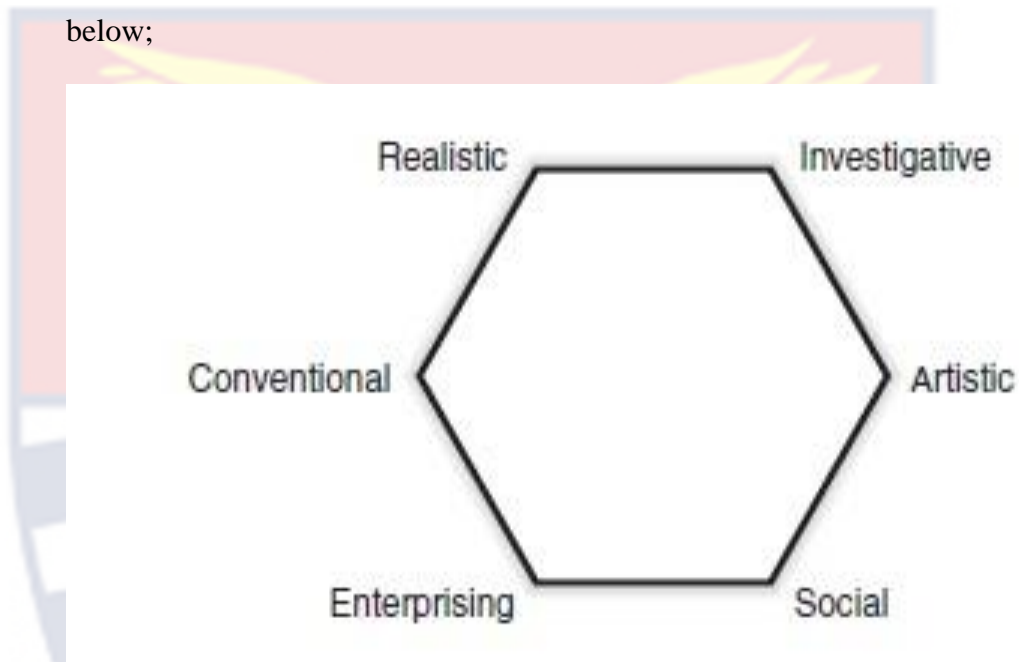 below;
Realistic Investigative
Conventional Artistic
Enterprising Social